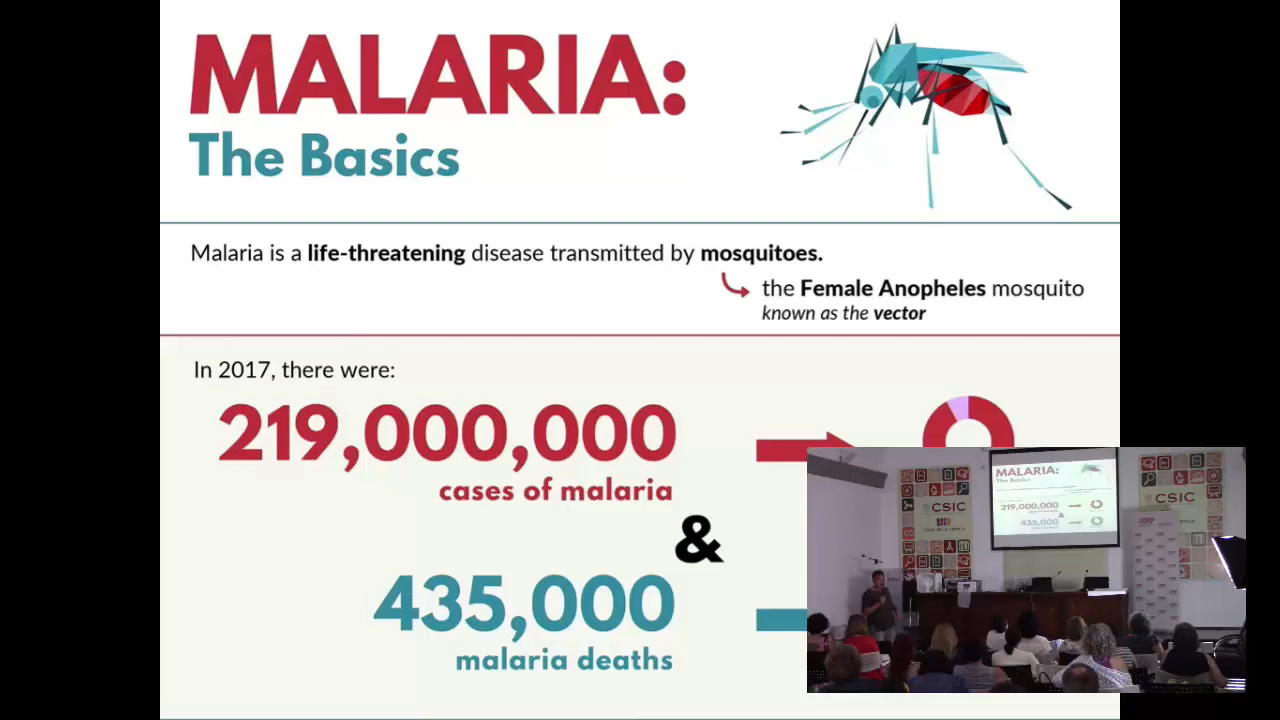 MALARIA:
The Basics
Malaria is a life-threatening disease transmitted by mosquitoes.
the Female Anopheles mosquito
known as the vector
In 2017, there were:
219,000,000
cases of malaria
&
435,000
malaria deaths
MALARIA:
The Basics
219,000,000
&
435,000
CSIC
CSIC